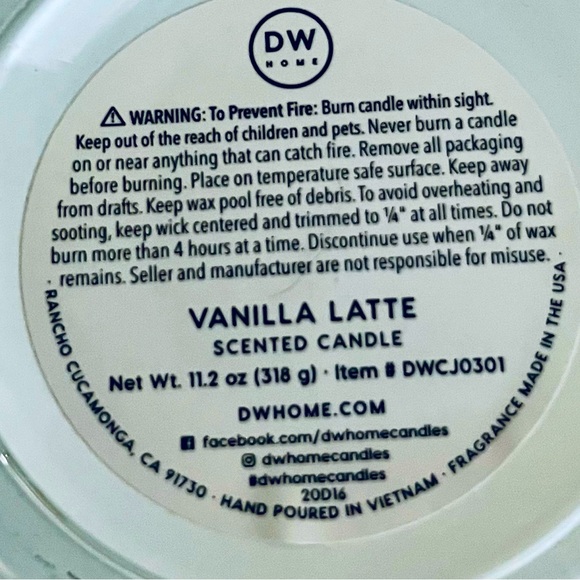 DW
HOME
WARNING: To Prevent Fire: Burn candle within sight.
Keep out of the reach of children and pets. Never burn a candle
on or near anything that can catch fire. Remove all packaging
before burning. Place on temperature safe surface. Keep away
from drafts. Keep wax pool free of debris. To avoid overheating and
sooting, keep wick centered and trimmed to ¼" at all times. Do not
burn more than 4 hours at a time. Discontinue use when ¼" of wax
remains. Seller and manufacturer are not responsible for misuse.
VANILLA LATTE
SCENTED CANDLE
Net Wt. 11.2 oz (318 g) · Item # DWCJ0301
DWHOME.COM
facebook.com/dwhomecandles
dwhomecandles
#dwhomecandles
20D16
· RANCHO CUCAMONGA, CA 91730 · HAND POURED IN VIETNAM · FRAGRANCE MADE IN THE USA ·